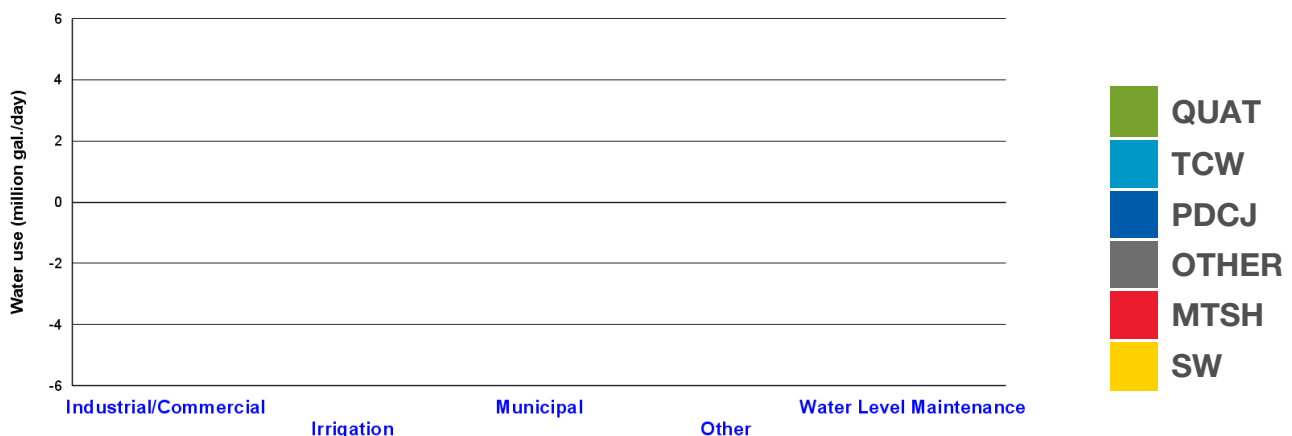 6
4
2
0
-2
-4
-6
Water use (million gal./day)
Industrial/Commercial
Irrigation
Municipal
Other
Water Level Maintenance
QUAT
TCW
PDCJ
OTHER
MTSH
SW